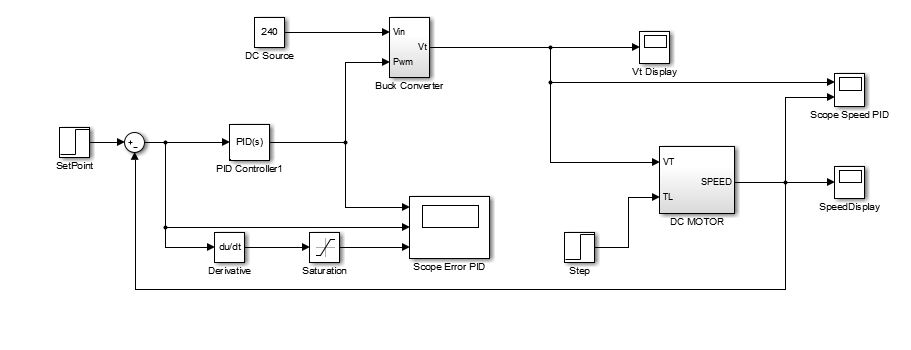 240
DC Source
Vin
Pwm
Vt
Buck Converter
Vt Display
Scope Speed PID
SetPoint
+
-
PID(s)
PID Controller1
VT
TL
SPEED
DC MOTOR
SpeedDisplay
du/dt
Derivative
Saturation
Scope Error PID
Step